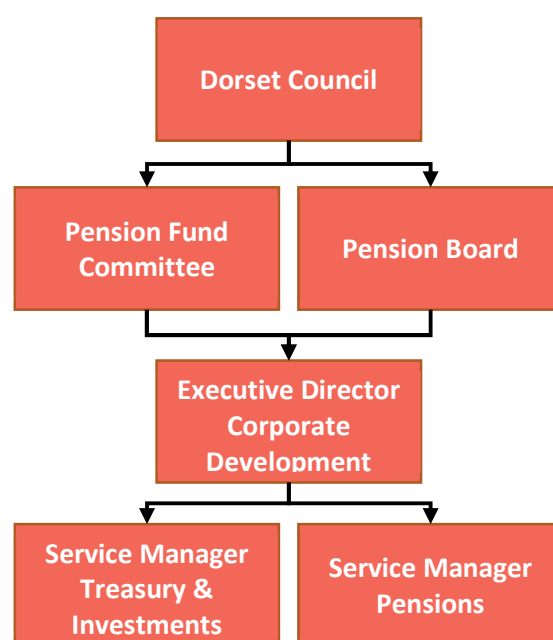 Dorset Council
Pension Fund
Committee
Pension Board
Executive Director
Corporate
Development
Service Manager
Treasury &
Investments
Service Manager
Pensions